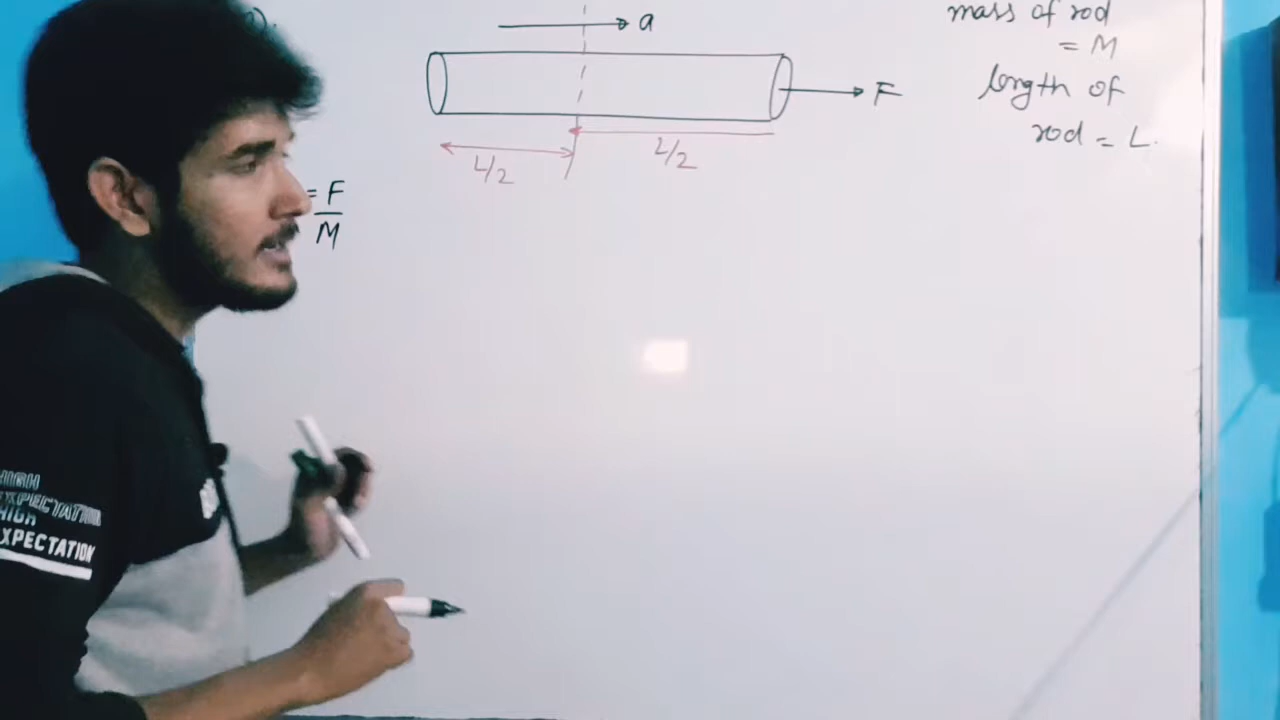 a
mass of rod
= M
F
length of
rod = L.
L/2
L/2
= F
M
HIGH
EXPECTATION
HIGH
EXPECTATION